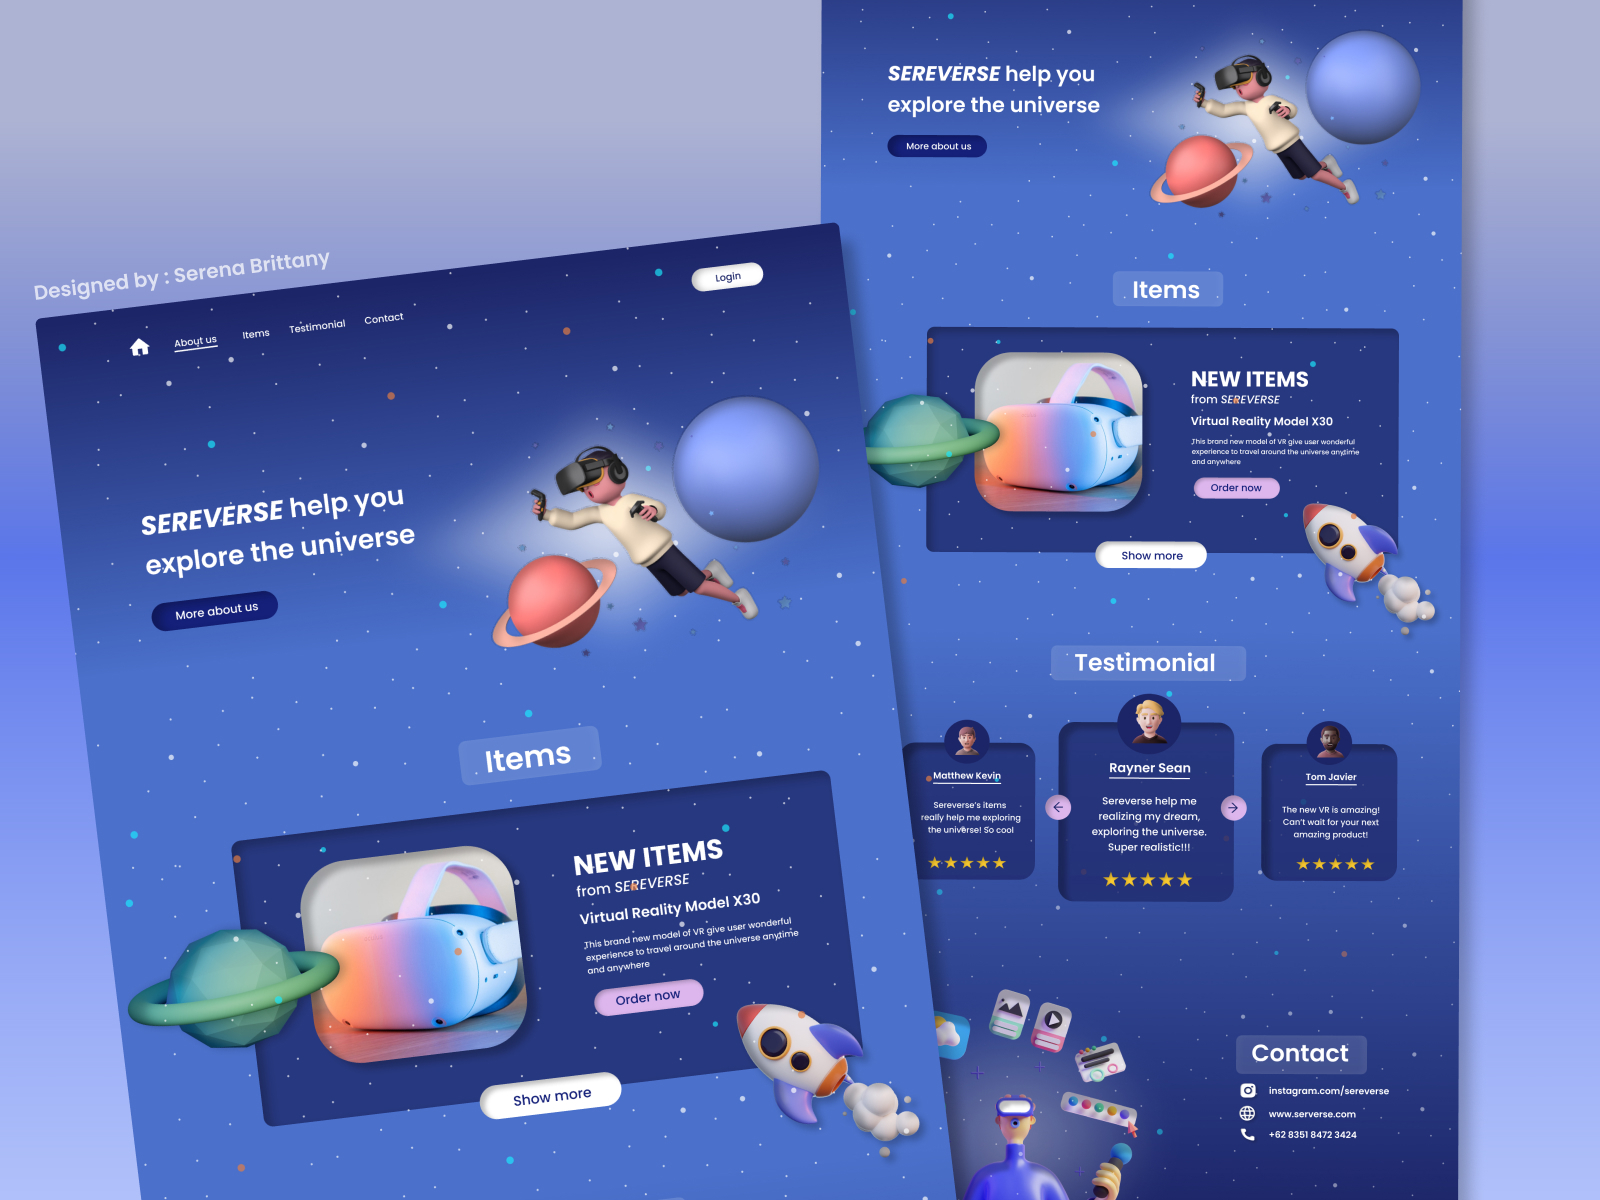 Designed by : Serena Brittany
About us
Items
Testimonial
Contact
Login
SEREVERSE help you
explore the universe
More about us
Items
NEW ITEMS
from SEREVERSE
Virtual Reality Model X30
This brand new model of VR give user wonderful
experience to travel around the universe anytime
and anywhere
Order now
Show more
SEREVERSE help you
explore the universe
More about us
Items
NEW ITEMS
from SEREVERSE
Virtual Reality Model X30
This brand new model of VR give user wonderful
experience to travel around the universe anytime
and anywhere
Order now
Show more
Testimonial
Matthew Kevin
Sereverse's items
really help me exploring
the universe! So cool
Rayner Sean
Sereverse help me
realizing my dream,
exploring the universe.
Super realistic!!!
Tom Javier
The new VR is amazing!
Can't wait for your next
amazing product!
Contact
instagram.com/sereverse
www.serverse.com
+62 8351 8472 3424